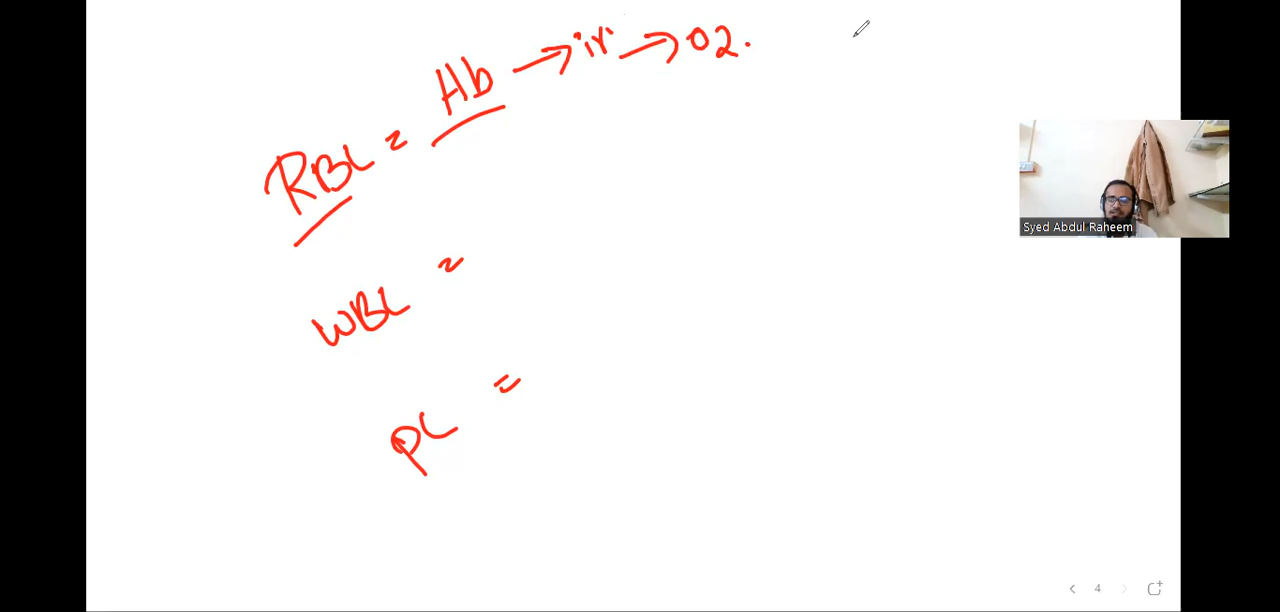 RBC = Hb → ir → O2.
WBC =
PC =
Syed Abdul Raheem
4